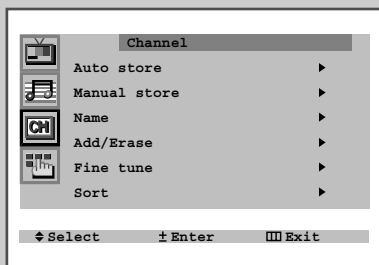 Channel
Auto store
Manual store
CH
Name
Add/Erase
Fine tune
Sort
Select ± Enter Exit